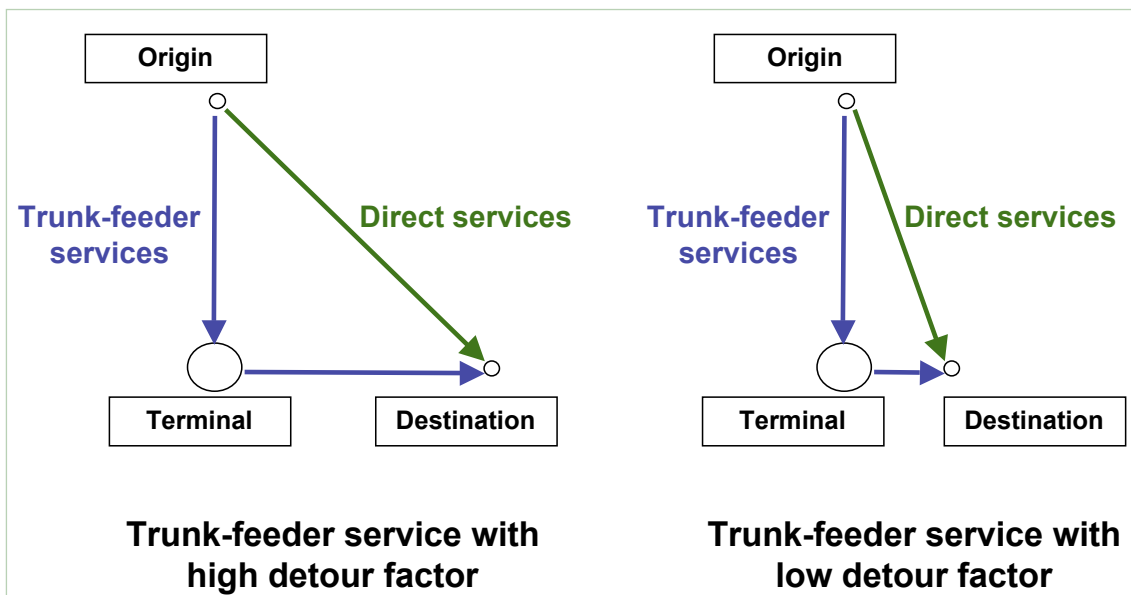 Origin
Trunk-feeder
services
Direct services
Terminal
Destination
Trunk-feeder service with
high detour factor
Origin
Trunk-feeder
services
Direct services
Terminal
Destination
Trunk-feeder service with
low detour factor